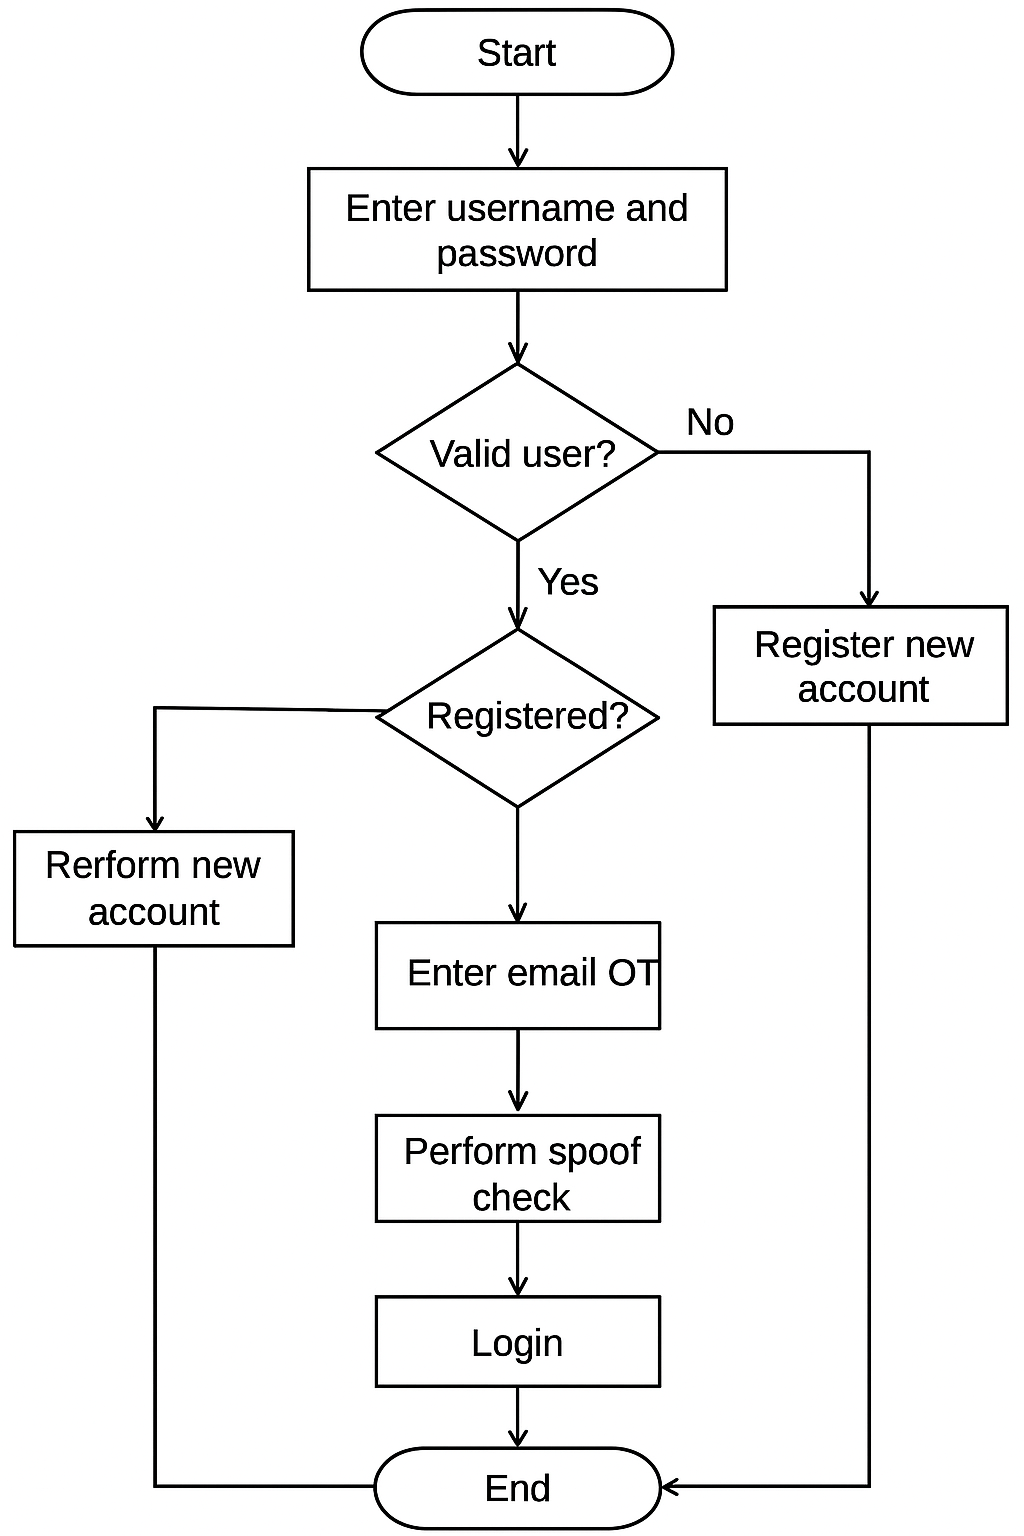 Start
Enter username and
password
Valid user?
No
Yes
Register new
account
Registered?
Rerform new
account
Enter email OT
Perform spoof
check
Login
End